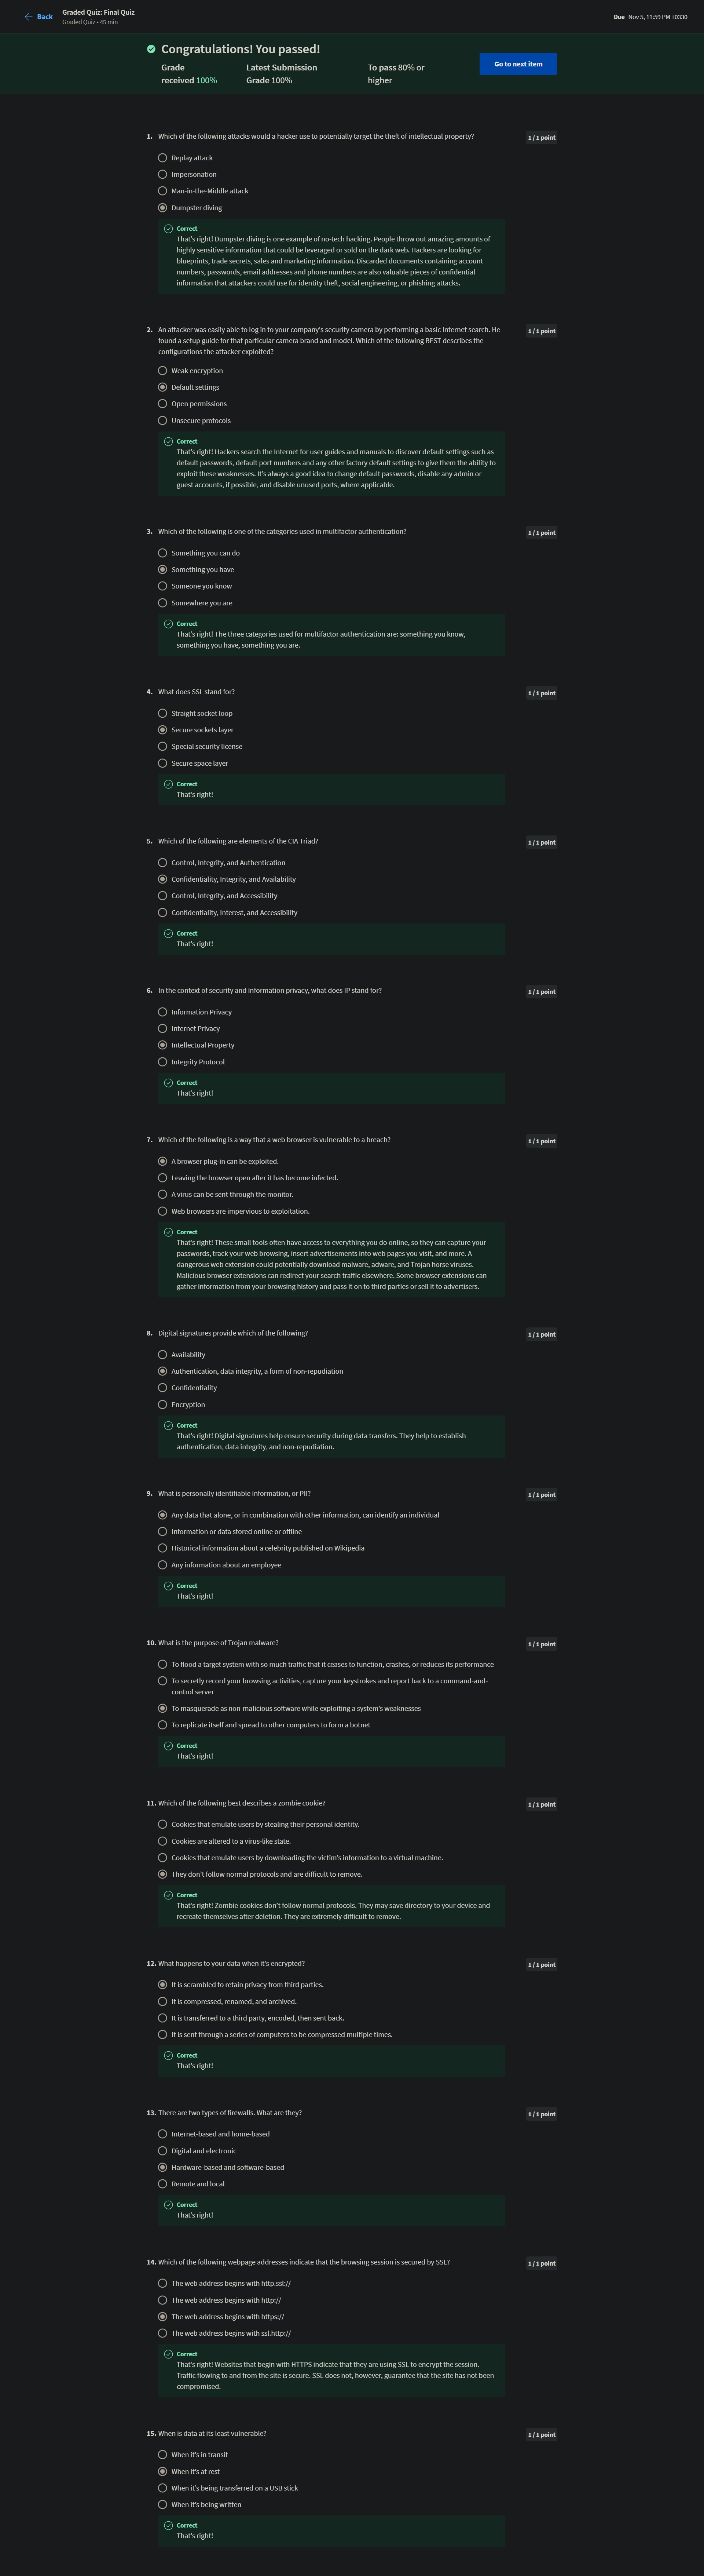 Back
Graded Quiz: Final Quiz
Graded Quiz • 45 min
Due Nov 5, 11:59 PM +0330
Congratulations! You passed!
Grade received 100%
Latest Submission Grade 100%
To pass 80% or higher
Go to next item
1. Which of the following attacks would a hacker use to potentially target the theft of intellectual property?
1 / 1 point
Replay attack
Impersonation
Man-in-the-Middle attack
Dumpster diving
Correct
That's right! Dumpster diving is one example of no-tech hacking. People throw out amazing amounts of
highly sensitive information that could be leveraged or sold on the dark web. Hackers are looking for
blueprints, trade secrets, sales and marketing information. Discarded documents containing account
numbers, passwords, email addresses and phone numbers are also valuable pieces of confidential
information that attackers could use for identity theft, social engineering, or phishing attacks.
2. An attacker was easily able to log in to your company's security camera by performing a basic Internet search. He
found a setup guide for that particular camera brand and model. Which of the following BEST describes the
configurations the attacker exploited?
1 / 1 point
Weak encryption
Default settings
Open permissions
Unsecure protocols
Correct
That's right! Hackers search the Internet for user guides and manuals to discover default settings such as
default passwords, default port numbers and any other factory default settings to give them the ability to
exploit these weaknesses. It's always a good idea to change default passwords, disable any admin or
guest accounts, if possible, and disable unused ports, where applicable.
3. Which of the following is one of the categories used in multifactor authentication?
1 / 1 point
Something you can do
Something you have
Someone you know
Somewhere you are
Correct
That's right! The three categories used for multifactor authentication are: something you know,
something you have, something you are.
4. What does SSL stand for?
1 / 1 point
Straight socket loop
Secure sockets layer
Special security license
Secure space layer
Correct
That's right!
5. Which of the following are elements of the CIA Triad?
1 / 1 point
Control, Integrity, and Authentication
Confidentiality, Integrity, and Availability
Control, Integrity, and Accessibility
Confidentiality, Interest, and Accessibility
Correct
That's right!
6. In the context of security and information privacy, what does IP stand for?
1 / 1 point
Information Privacy
Internet Privacy
Intellectual Property
Integrity Protocol
Correct
That's right!
7. Which of the following is a way that a web browser is vulnerable to a breach?
1 / 1 point
A browser plug-in can be exploited.
Leaving the browser open after it has become infected.
A virus can be sent through the monitor.
Web browsers are impervious to exploitation.
Correct
That's right! These small tools often have access to everything you do online, so they can capture your
passwords, track your web browsing, insert advertisements into web pages you visit, and more. A
dangerous web extension could potentially download malware, adware, and Trojan horse viruses.
Malicious browser extensions can redirect your search traffic elsewhere. Some browser extensions can
gather information from your browsing history and pass it on to third parties or sell it to advertisers.
8. Digital signatures provide which of the following?
1 / 1 point
Availability
Authentication, data integrity, a form of non-repudiation
Confidentiality
Encryption
Correct
That's right! Digital signatures help ensure security during data transfers. They help to establish
authentication, data integrity, and non-repudiation.
9. What is personally identifiable information, or PII?
1 / 1 point
Any data that alone, or in combination with other information, can identify an individual
Information or data stored online or offline
Historical information about a celebrity published on Wikipedia
Any information about an employee
Correct
That's right!
10. What is the purpose of Trojan malware?
1 / 1 point
To flood a target system with so much traffic that it ceases to function, crashes, or reduces its performance
To secretly record your browsing activities, capture your keystrokes and report back to a command-and-
control server
To masquerade as non-malicious software while exploiting a system's weaknesses
To replicate itself and spread to other computers to form a botnet
Correct
That's right!
11. Which of the following best describes a zombie cookie?
1 / 1 point
Cookies that emulate users by stealing their personal identity.
Cookies are altered to a virus-like state.
Cookies that emulate users by downloading the victim's information to a virtual machine.
They don't follow normal protocols and are difficult to remove.
Correct
That's right! Zombie cookies don't follow normal protocols. They may save directory to your device and
recreate themselves after deletion. They are extremely difficult to remove.
12. What happens to your data when it's encrypted?
1 / 1 point
It is scrambled to retain privacy from third parties.
It is compressed, renamed, and archived.
It is transferred to a third party, encoded, then sent back.
It is sent through a series of computers to be compressed multiple times.
Correct
That's right!
13. There are two types of firewalls. What are they?
1 / 1 point
Internet-based and home-based
Digital and electronic
Hardware-based and software-based
Remote and local
Correct
That's right!
14. Which of the following webpage addresses indicate that the browsing session is secured by SSL?
1 / 1 point
The web address begins with http.ssl://
The web address begins with http://
The web address begins with https://
The web address begins with ssl.http://
Correct
That's right! Websites that begin with HTTPS indicate that they are using SSL to encrypt the session.
Traffic flowing to and from the site is secure. SSL does not, however, guarantee that the site has not been
compromised.
15. When is data at its least vulnerable?
1 / 1 point
When it's in transit
When it's at rest
When it's being transferred on a USB stick
When it's being written
Correct
That's right!